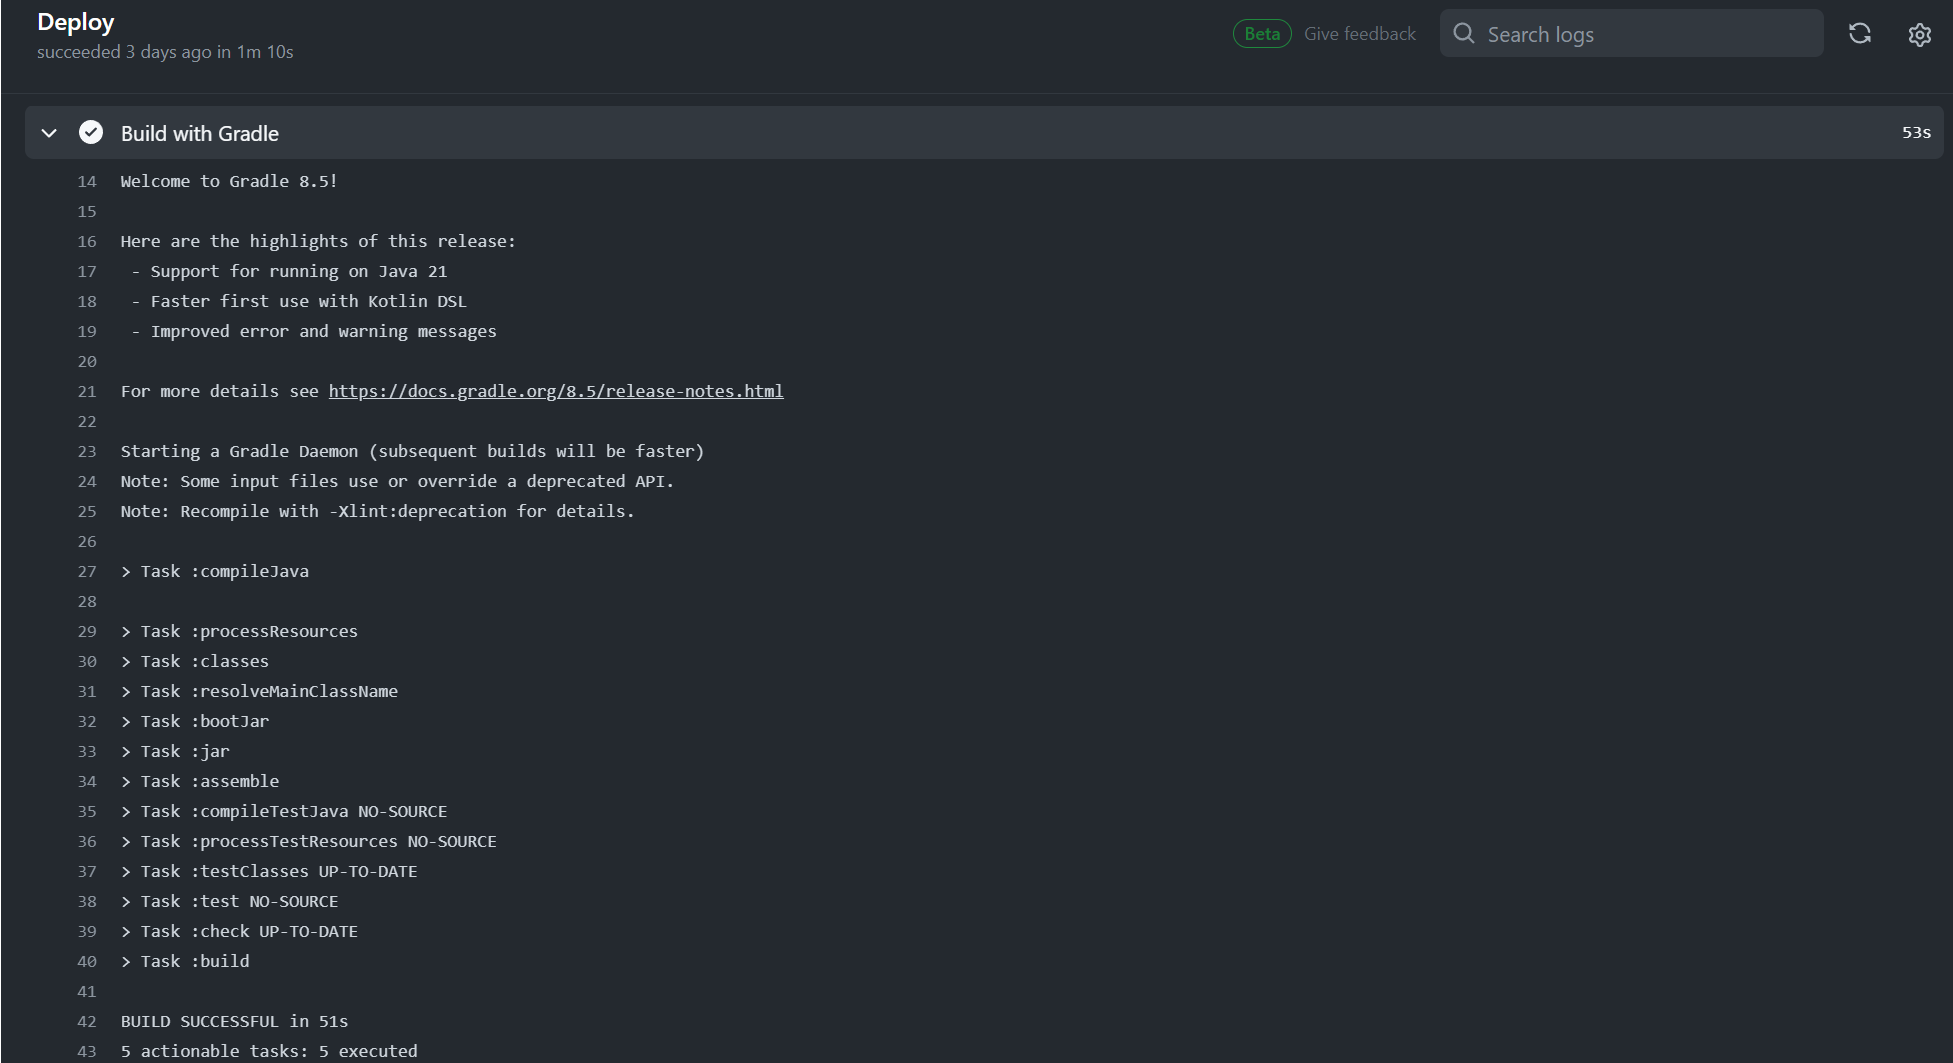 Deploy
succeeded 3 days ago in 1m 10s
Beta Give feedback Search logs
Build with Gradle 53s
14 Welcome to Gradle 8.5!
15
16 Here are the highlights of this release:
17 - Support for running on Java 21
18 - Faster first use with Kotlin DSL
19 - Improved error and warning messages
20
21 For more details see https://docs.gradle.org/8.5/release-notes.html
22
23 Starting a Gradle Daemon (subsequent builds will be faster)
24 Note: Some input files use or override a deprecated API.
25 Note: Recompile with -Xlint:deprecation for details.
26
27 > Task :compileJava
28
29 > Task :processResources
30 > Task :classes
31 > Task :resolveMainClassName
32 > Task :bootJar
33 > Task :jar
34 > Task :assemble
35 > Task :compileTestJava NO-SOURCE
36 > Task :processTestResources NO-SOURCE
37 > Task :testClasses UP-TO-DATE
38 > Task :test NO-SOURCE
39 > Task :check UP-TO-DATE
40 > Task :build
41
42 BUILD SUCCESSFUL in 51s
43 5 actionable tasks: 5 executed